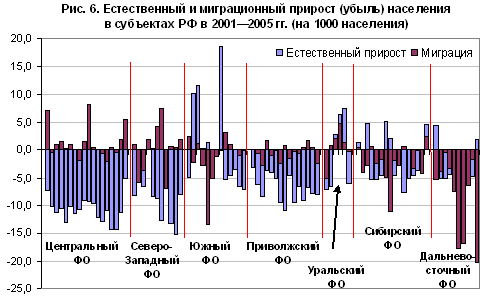 Рис. 6. Естественный и миграционный прирост (убыль) населения
в субъектах РФ в 2001—2005 гг. (на 1000 населения)
20,0
15,0
10,0
5,0
0,0
-5,0
-10,0
-15,0
-20,0
-25,0
Естественный прирост
Миграция
Центральный
ФО
Северо-
Западный
ФО
Южный
ФО
Приволжский
ФО
Уральский
ФО
Сибирский
ФО
Дальнево-
сточный ФО